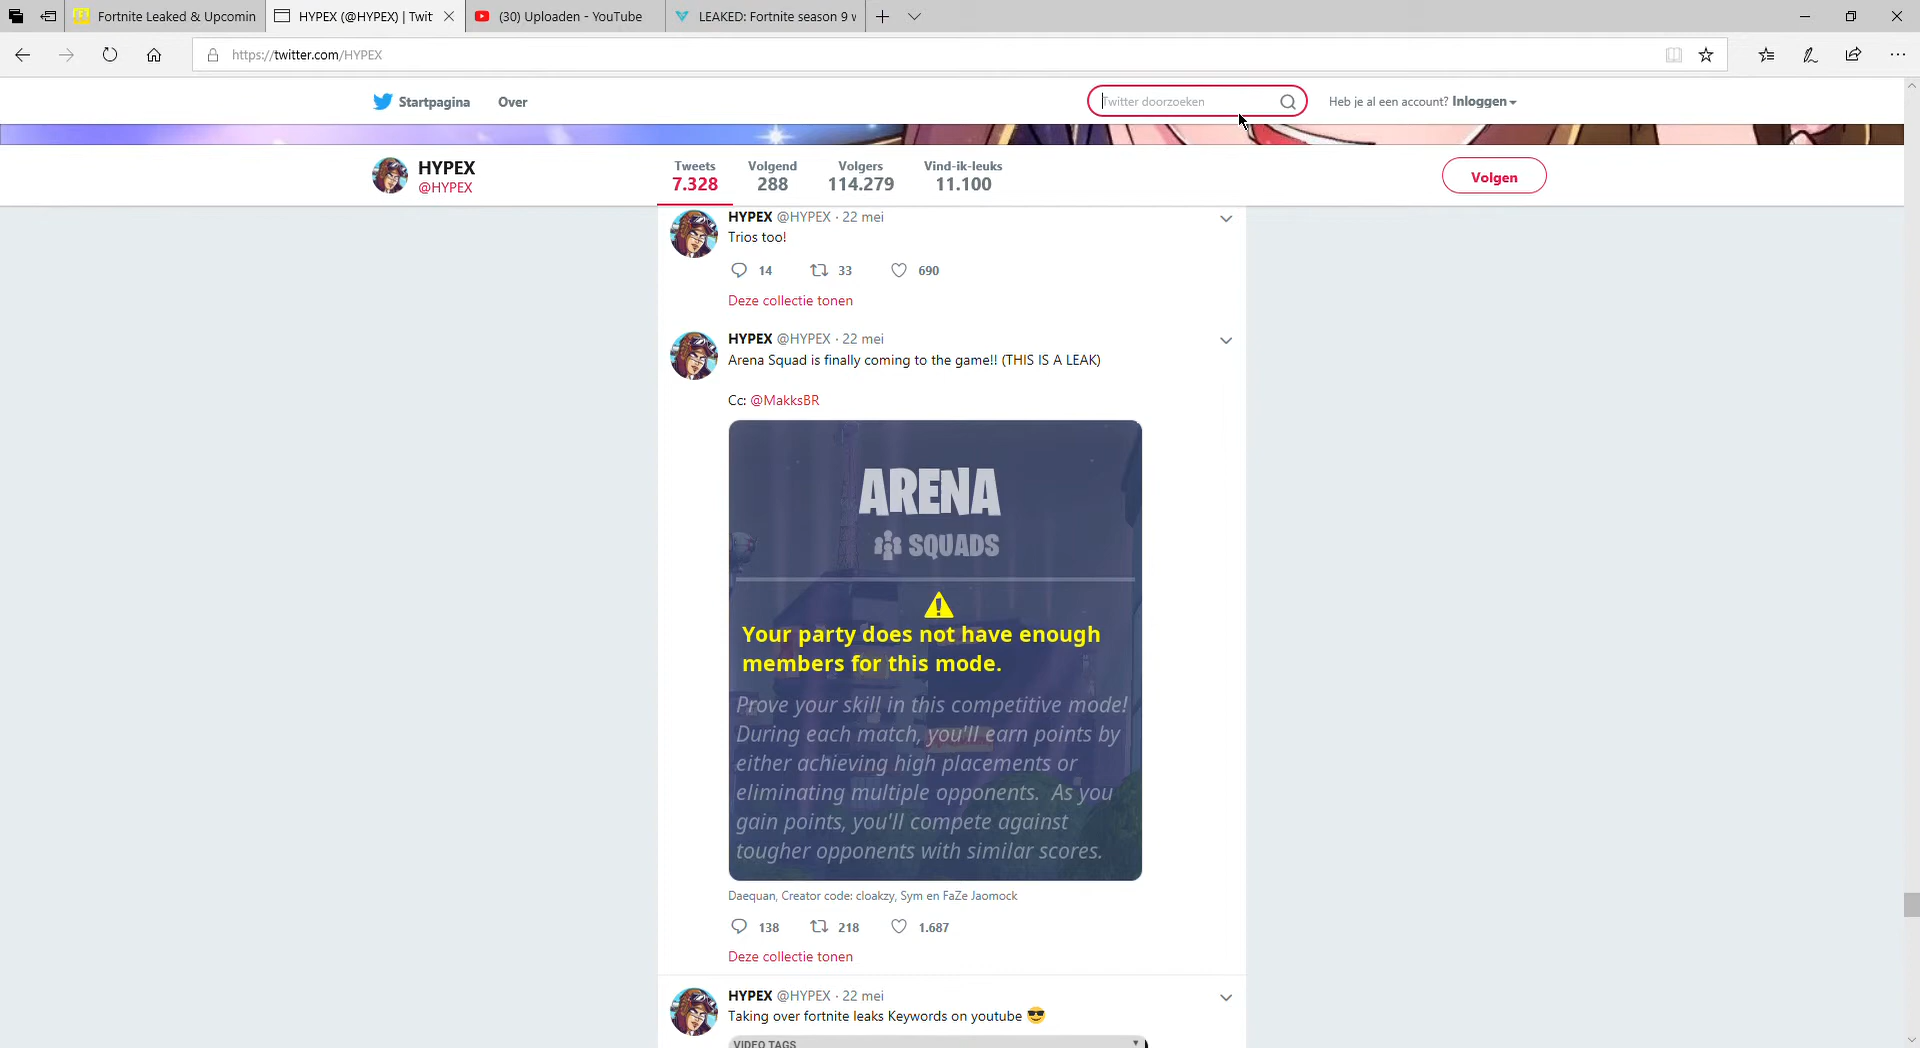 Fortnite Leaked & Upcomin
HYPEX (@HYPEX) | Twit
(30) Uploaden - YouTube
LEAKED: Fortnite season 9 v
https://twitter.com/HYPEX
Startpagina
Over
Twitter doorzoeken
Heb je al een account? Inloggen
HYPEX
@HYPEX
Tweets
7.328
Volgend
288
Volgers
114.279
Vind-ik-leuks
11.100
Volgen
HYPEX @HYPEX · 22 mei
Trios too!
14 33 690
Deze collectie tonen
HYPEX @HYPEX · 22 mei
Arena Squad is finally coming to the game!! (THIS IS A LEAK)
Cc: @MakksBR
ARENA
SQUADS
Your party does not have enough
members for this mode.
Prove your skill in this competitive mode!
During each match, you'll earn points by
either achieving high placements or
eliminating multiple opponents. As you
gain points, you'll compete against
tougher opponents with similar scores.
Daequan, Creator code: cloakzy, Sym en FaZe Jaomock
138 218 1.687
Deze collectie tonen
HYPEX @HYPEX · 22 mei
Taking over fortnite leaks Keywords on youtube 😎
VIDEO TAGS